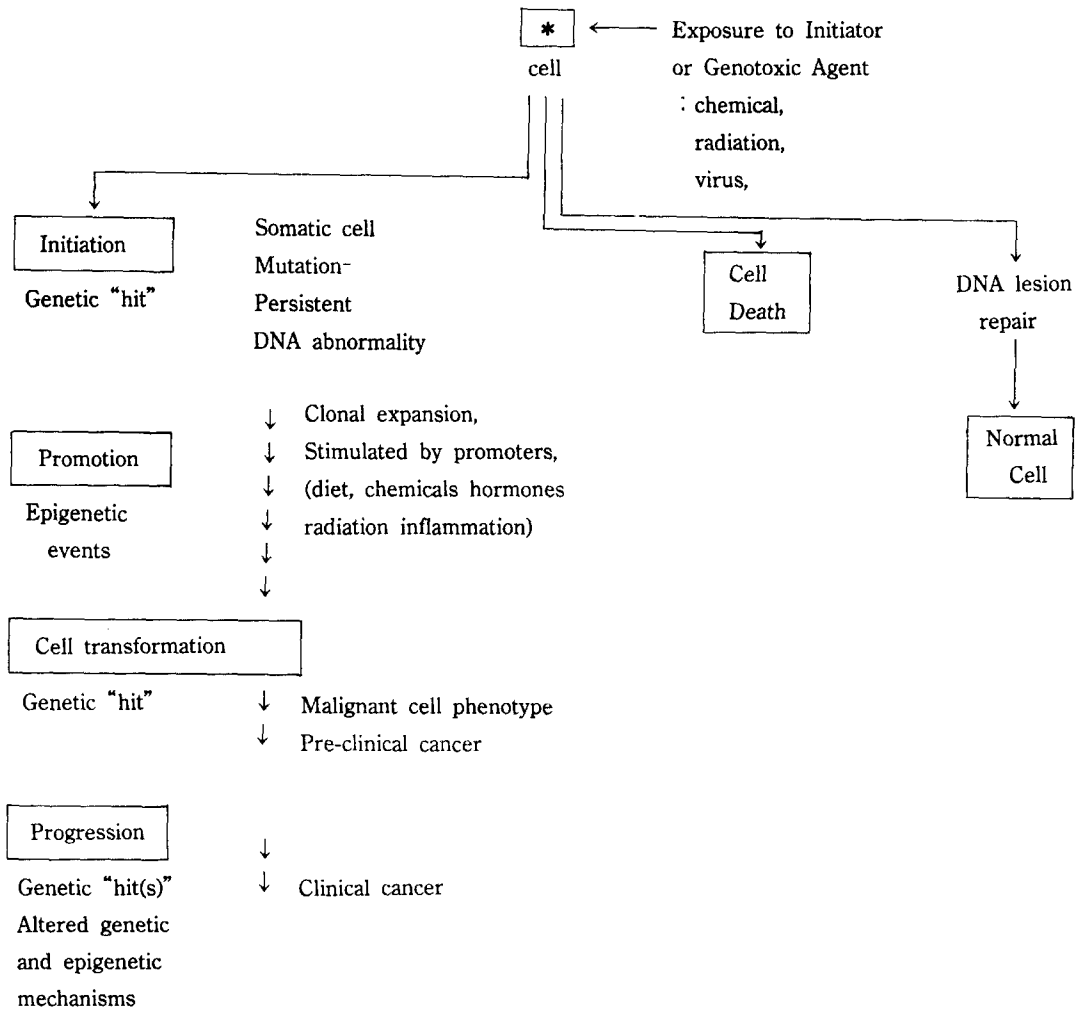 *
cell
Exposure to Initiator
or Genotoxic Agent
: chemical,
radiation,
virus,
Initiation
Genetic "hit"
Somatic cell
Mutation-
Persistent
DNA abnormality
Cell
Death
DNA lesion
repair
Normal
Cell
Promotion
Epigenetic
events
Clonal expansion,
Stimulated by promoters,
(diet, chemicals hormones
radiation inflammation)
Cell transformation
Genetic "hit"
Malignant cell phenotype
Pre-clinical cancer
Progression
Genetic "hit(s)"
Altered genetic
and epigenetic
mechanisms
Clinical cancer